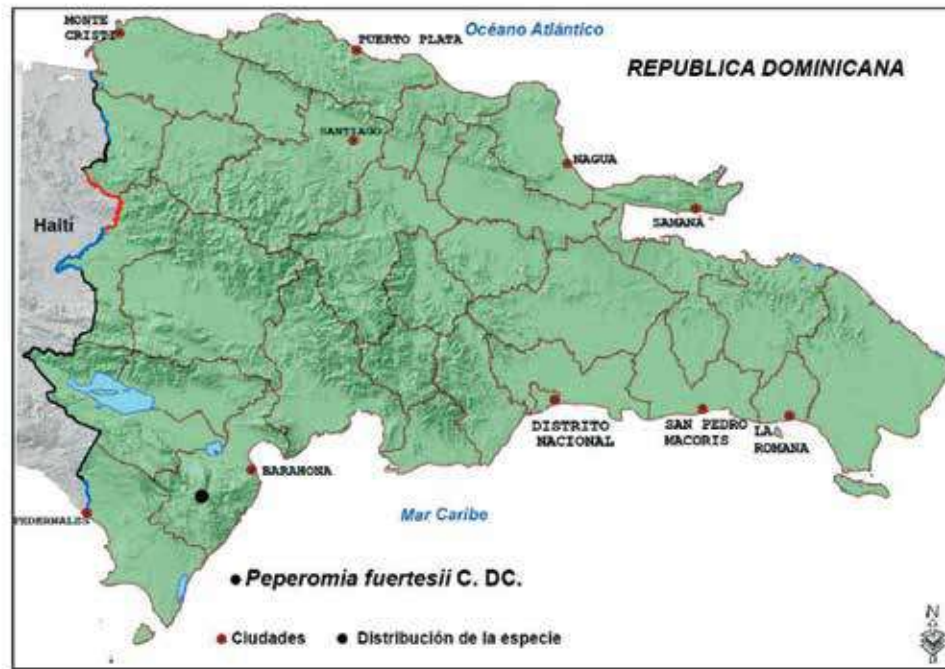 MONTE
CRISTI
Océano Atlántico
PUERTO PLATA
REPUBLICA DOMINICANA
SANTIAGO
NAGUA
SAMANÁ
Haití
DISTRITO
NACIONAL
SAN PEDRO
MACORIS
LA
ROMANA
BARAHONA
PEDERNALES
Mar Caribe
• Peperomia fuertesii C. DC.
Ciudades
Distribución de la especie
N